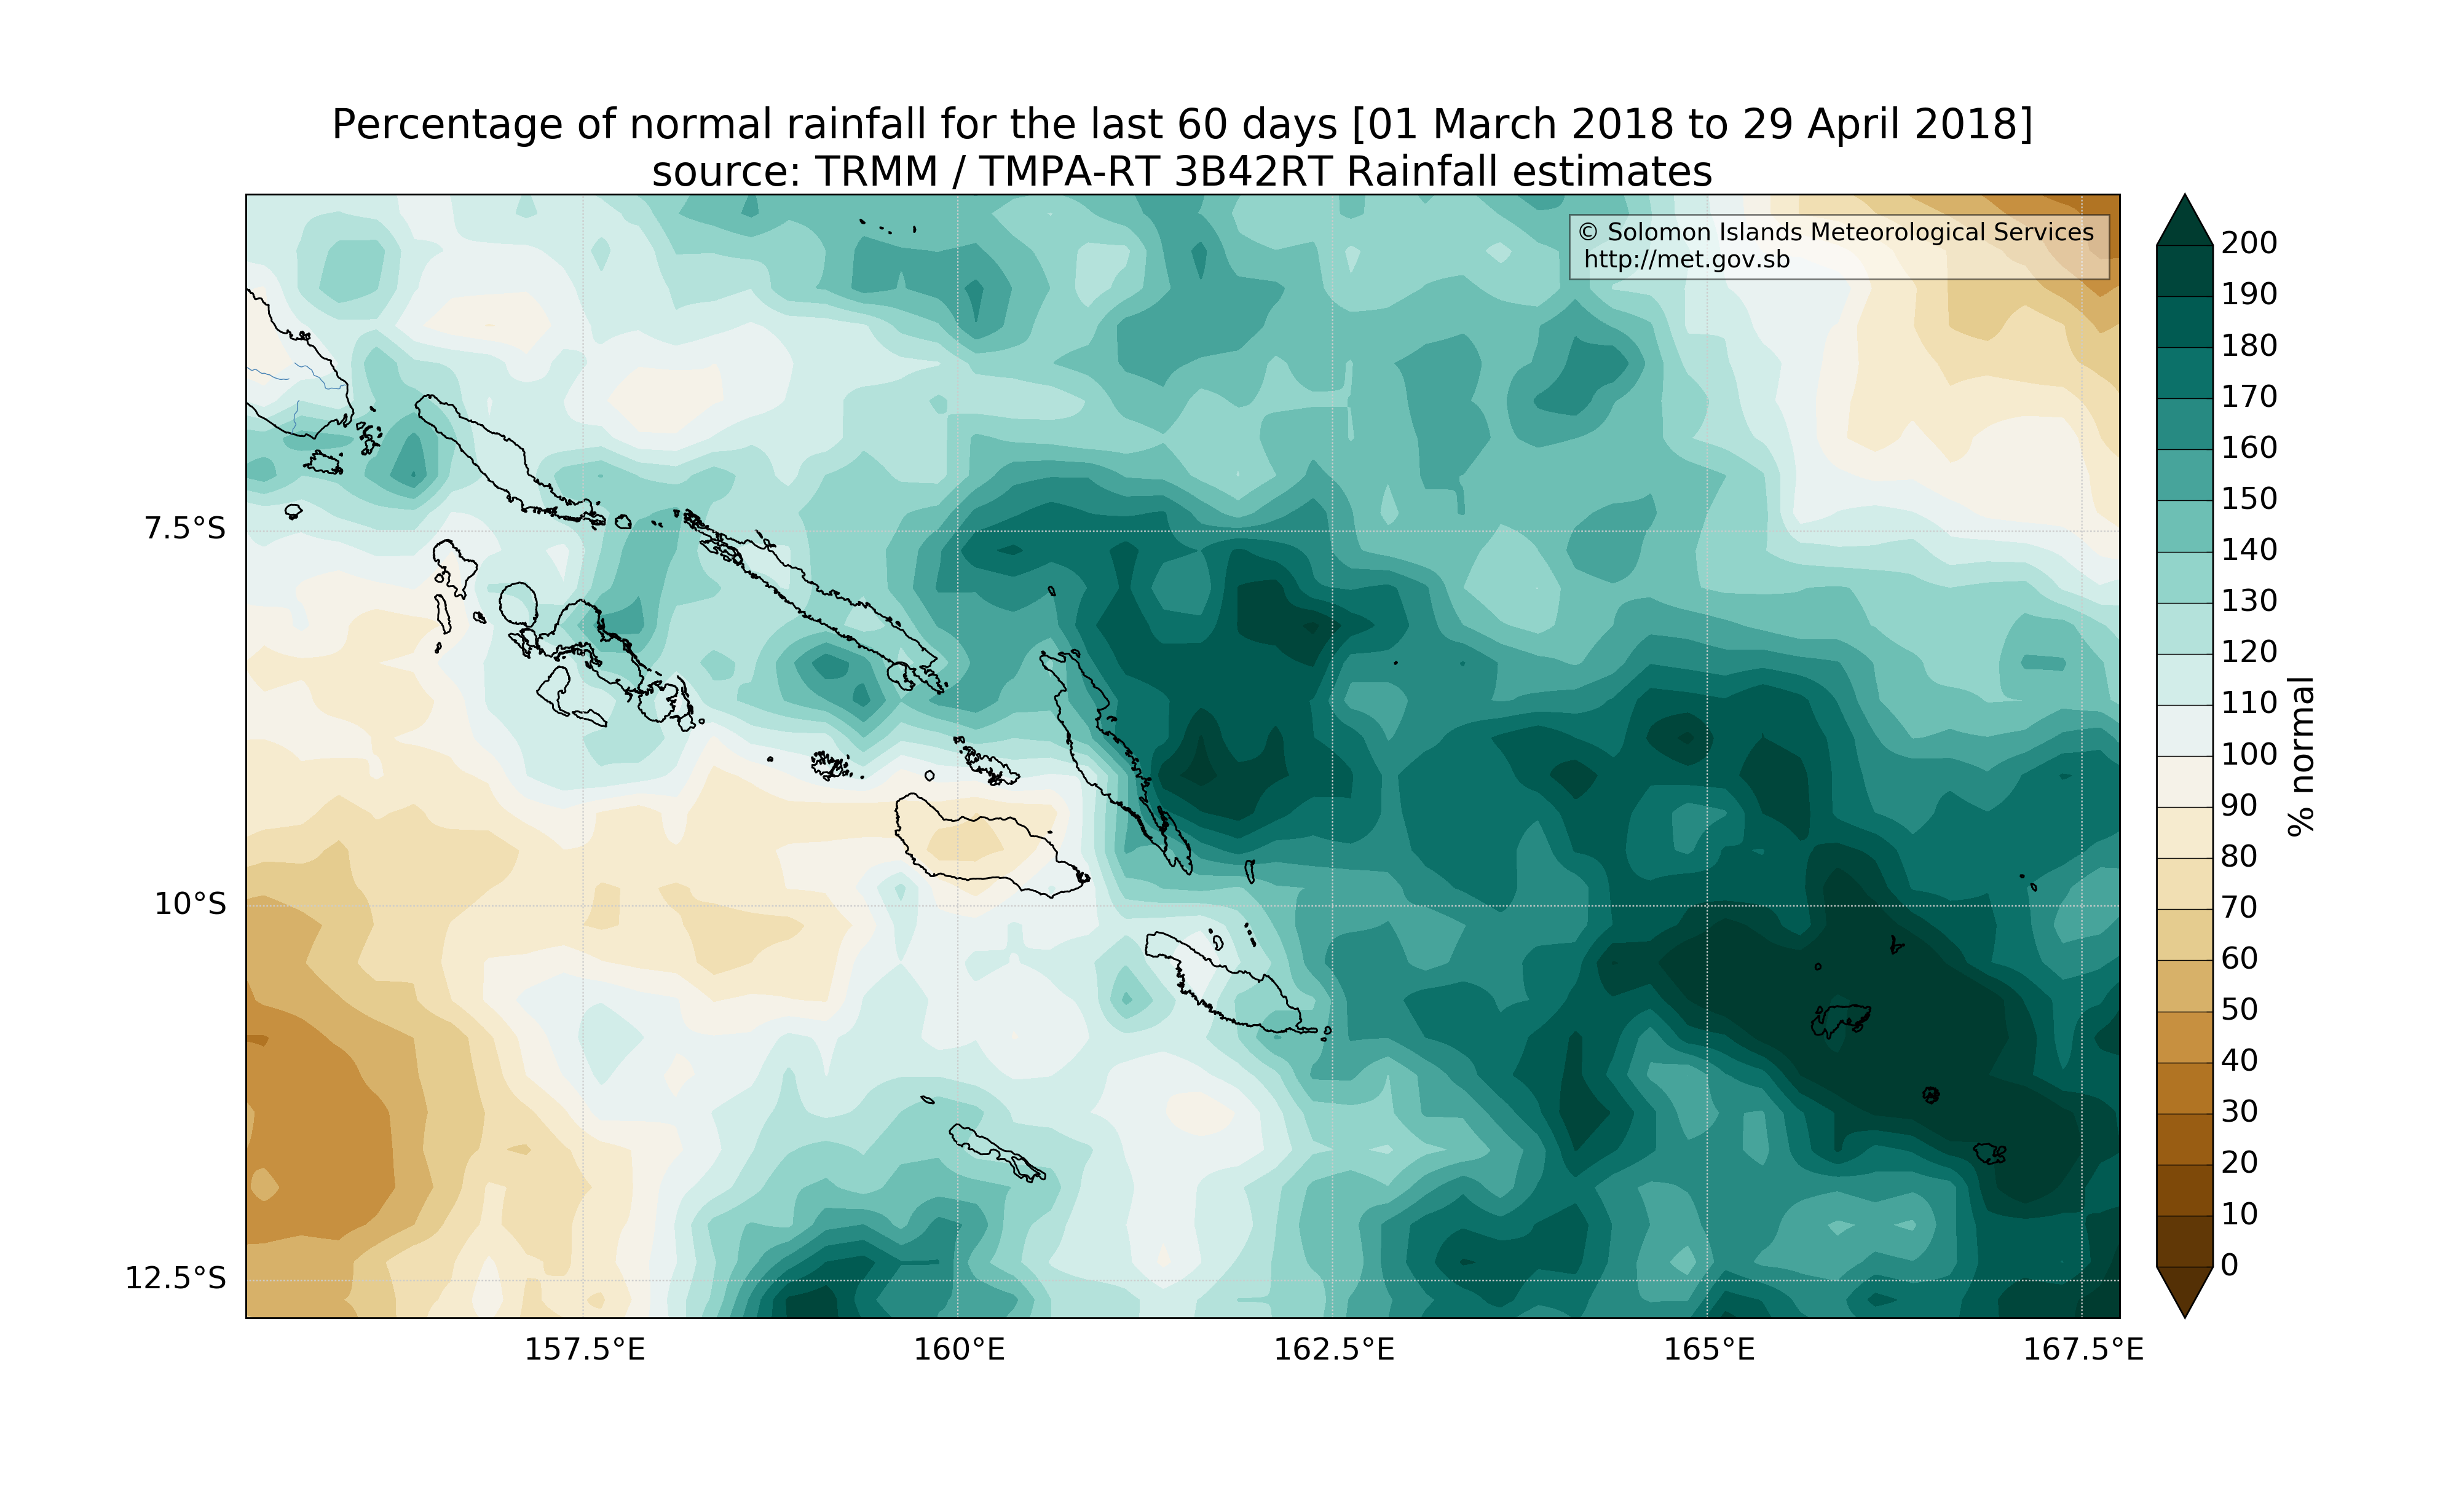 Percentage of normal rainfall for the last 60 days [01 March 2018 to 29 April 2018]
source: TRMM / TMPA-RT 3B42RT Rainfall estimates
© Solomon Islands Meteorological Services
http://met.gov.sb
7.5°S
10°S
12.5°S
157.5°E
160°E
162.5°E
165°E
167.5°E
200
190
180
170
160
150
140
130
120
110
100
90
80
70
60
50
40
30
20
10
0
% normal